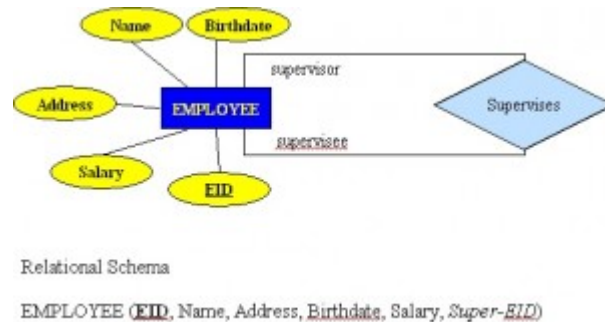 Name
Birthdate
supervisor
Address
EMPLOYEE
Supervises
supervisee
Salary
EID
Relational Schema
EMPLOYEE (EID, Name, Address, Birthdate, Salary, Super-EID)